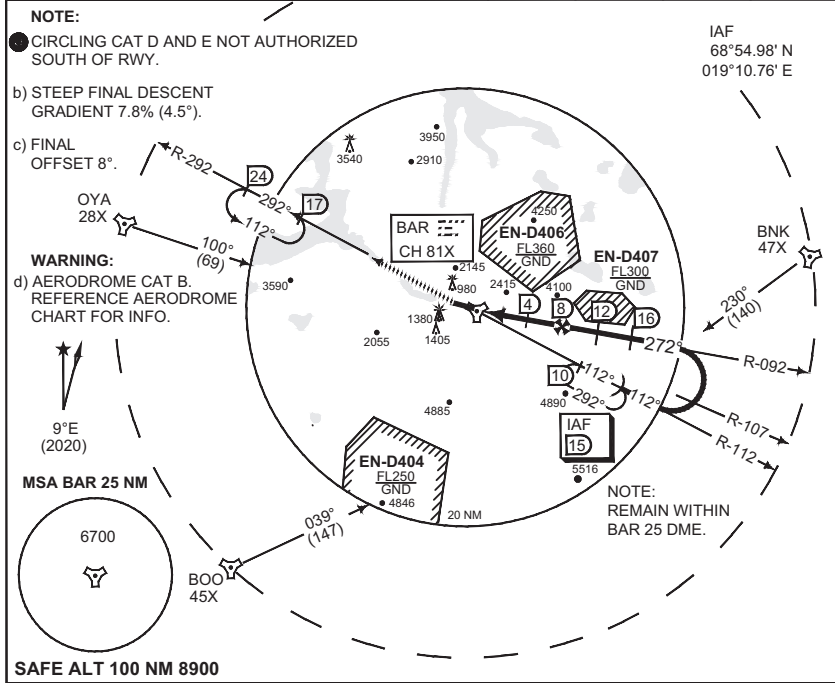 NOTE:
CIRCLING CAT D AND E NOT AUTHORIZED
SOUTH OF RWY.
b) STEEP FINAL DESCENT
GRADIENT 7.8% (4.5°).
c) FINAL
OFFSET 8°.
IAF
68°54.98' N
019°10.76' E
R-292
24
292°
17
112°
OYA
28X
100°
(69)
WARNING:
d) AERODROME CAT B.
REFERENCE AERODROME
CHART FOR INFO.
9°E
(2020)
3950
3540
2910
BAR
CH 81X
4250
EN-D406
FL360
GND
EN-D407
FL300
GND
BNK
47X
230°
(140)
3590
2145
980
2415
4100
4
8
12
16
1380
1405
2055
272°
R-092
10
112°
292°
112°
4890
R-107
R-112
IAF
15
5516
4885
EN-D404
FL250
GND
4846
20 NM
NOTE:
REMAIN WITHIN
BAR 25 DME.
MSA BAR 25 NM
6700
039°
(147)
BOO
45X
SAFE ALT 100 NM 8900